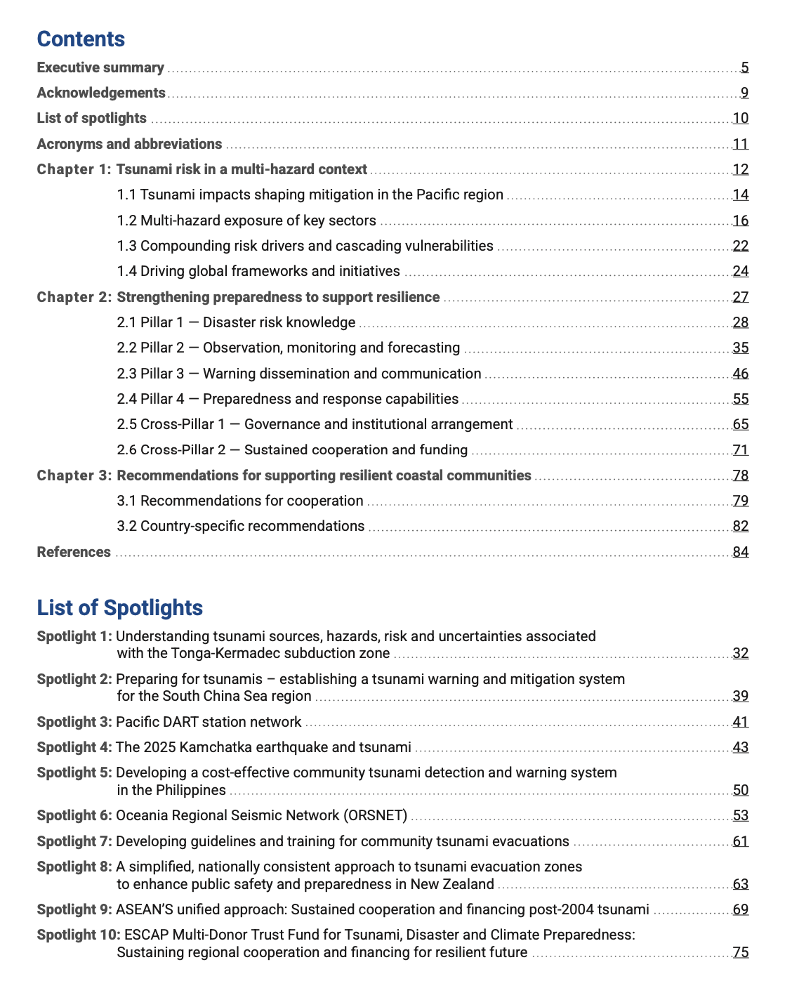 Contents
Executive summary 5
Acknowledgements 9
List of spotlights 10
Acronyms and abbreviations 11
Chapter 1: Tsunami risk in a multi-hazard context 12
1.1 Tsunami impacts shaping mitigation in the Pacific region 14
1.2 Multi-hazard exposure of key sectors 16
1.3 Compounding risk drivers and cascading vulnerabilities 22
1.4 Driving global frameworks and initiatives 24
Chapter 2: Strengthening preparedness to support resilience 27
2.1 Pillar 1 — Disaster risk knowledge 28
2.2 Pillar 2 — Observation, monitoring and forecasting 35
2.3 Pillar 3 — Warning dissemination and communication 46
2.4 Pillar 4 — Preparedness and response capabilities 55
2.5 Cross-Pillar 1 — Governance and institutional arrangement 65
2.6 Cross-Pillar 2 — Sustained cooperation and funding 71
Chapter 3: Recommendations for supporting resilient coastal communities 78
3.1 Recommendations for cooperation 79
3.2 Country-specific recommendations 82
References 84
List of Spotlights
Spotlight 1: Understanding tsunami sources, hazards, risk and uncertainties associated
with the Tonga-Kermadec subduction zone 32
Spotlight 2: Preparing for tsunamis – establishing a tsunami warning and mitigation system
for the South China Sea region 39
Spotlight 3: Pacific DART station network 41
Spotlight 4: The 2025 Kamchatka earthquake and tsunami 43
Spotlight 5: Developing a cost-effective community tsunami detection and warning system
in the Philippines 50
Spotlight 6: Oceania Regional Seismic Network (ORSNET) 53
Spotlight 7: Developing guidelines and training for community tsunami evacuations 61
Spotlight 8: A simplified, nationally consistent approach to tsunami evacuation zones
to enhance public safety and preparedness in New Zealand 63
Spotlight 9: ASEAN'S unified approach: Sustained cooperation and financing post-2004 tsunami 69
Spotlight 10: ESCAP Multi-Donor Trust Fund for Tsunami, Disaster and Climate Preparedness:
Sustaining regional cooperation and financing for resilient future 75